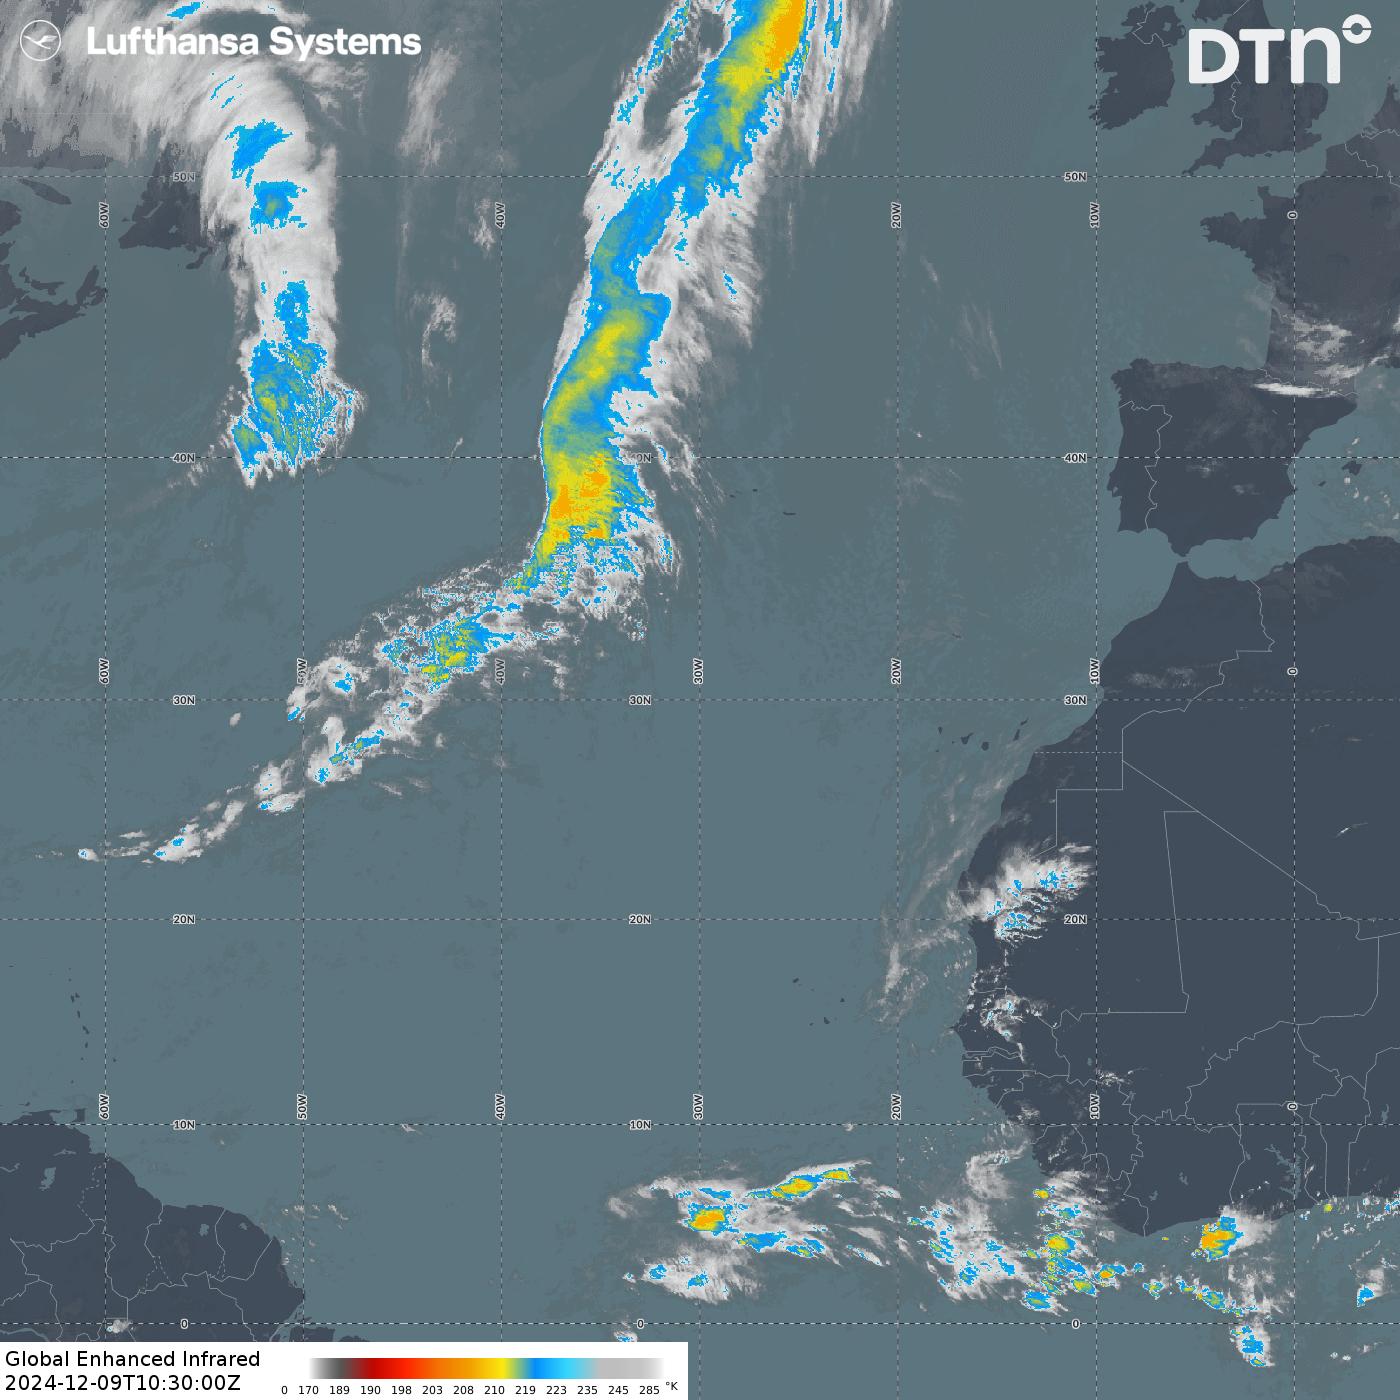 Lufthansa Systems
DTN
50N 50N
60W 40W 20W 10W 0
40N 40N 40N
60W 50W 40W 30W 20W 10W 0
30N 30N 30N
20N 20N 20N
60W 50W 40W 30W 20W 10W 0
10N 10N
0 0 0
Global Enhanced Infrared
2024-12-09T10:30:00Z
0 170 189 190 198 203 208 210 219 223 235 245 285 °K